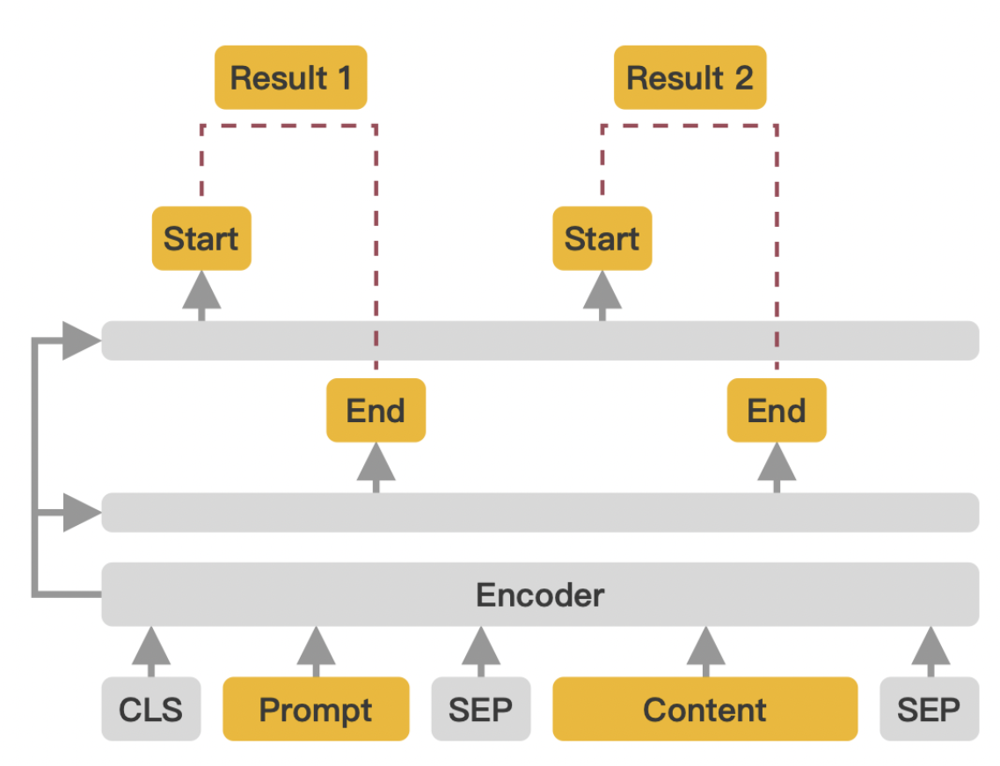 Result 1
Result 2
Start
Start
End
End
Encoder
CLS
Prompt
SEP
Content
SEP